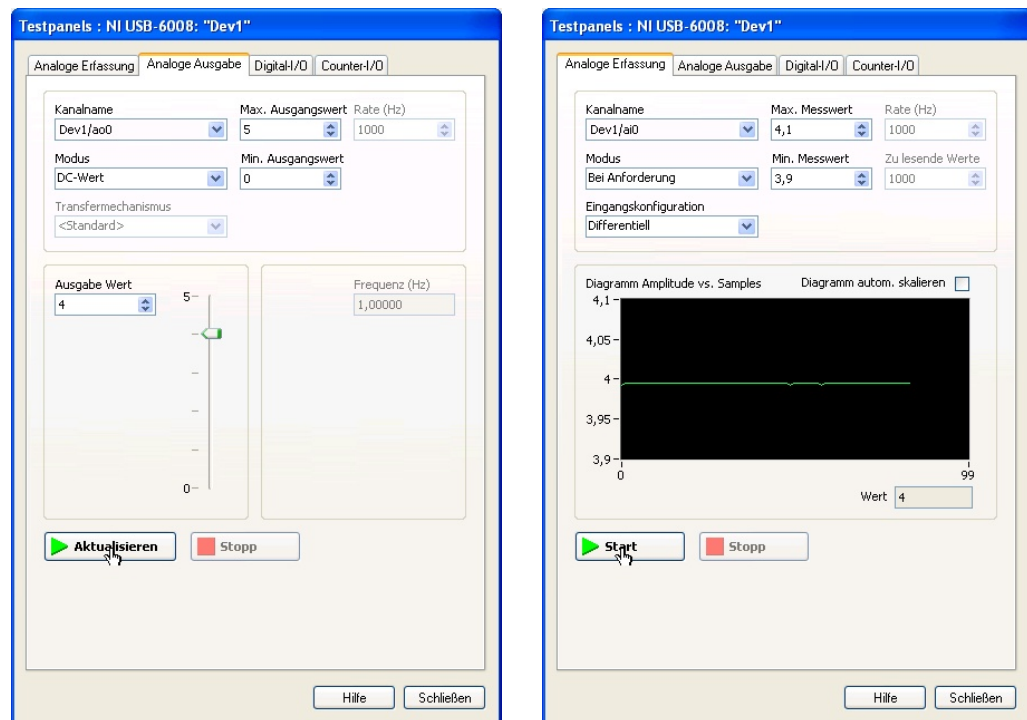 Testpanels : NI USB-6008: "Dev1"
Analoge Erfassung Analoge Ausgabe Digital-I/O Counter-I/O
Kanalname Max. Ausgangswert Rate (Hz)
Dev1/ao0 5 1000
Modus Min. Ausgangswert
DC-Wert 0
Transfermechanismus
<Standard>
Ausgabe Wert Frequenz (Hz)
4 5 1,00000
0
Aktualisieren Stopp
Hilfe Schließen
Testpanels : NI USB-6008: "Dev1"
Analoge Erfassung Analoge Ausgabe Digital-I/O Counter-I/O
Kanalname Max. Messwert Rate (Hz)
Dev1/ai0 4,1 1000
Modus Min. Messwert Zu lesende Werte
Bei Anforderung 3,9 1000
Eingangskonfiguration
Differentiell
Diagramm Amplitude vs. Samples Diagramm autom. skalieren
4,1
4,05
4
3,95
3,9
0 99
Wert 4
Start Stopp
Hilfe Schließen